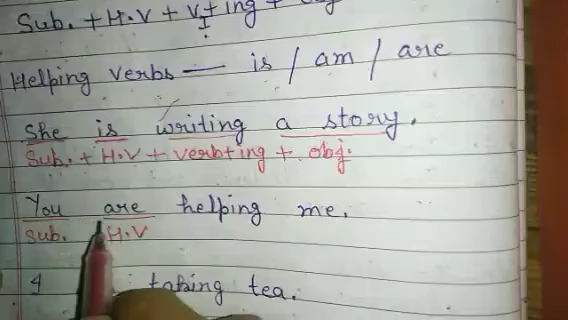 Sub. + H.V + V1 + ing +
Helping verbs — is / am / are
She is writing a story.
Sub. + H.V + verb+ing + obj.
You are helping me.
Sub. H.V
taking tea.